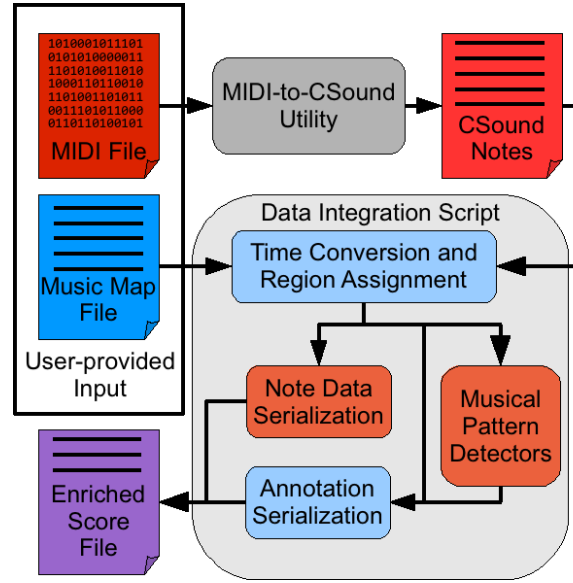 1010001011101
0101010000011
1101010011010
1000110110010
1101001101011
0011101011000
0110110100101
MIDI File
MIDI-to-CSound
Utility
CSound
Notes
Music Map
File
User-provided
Input
Data Integration Script
Time Conversion and
Region Assignment
Note Data
Serialization
Musical
Pattern
Detectors
Annotation
Serialization
Enriched
Score
File